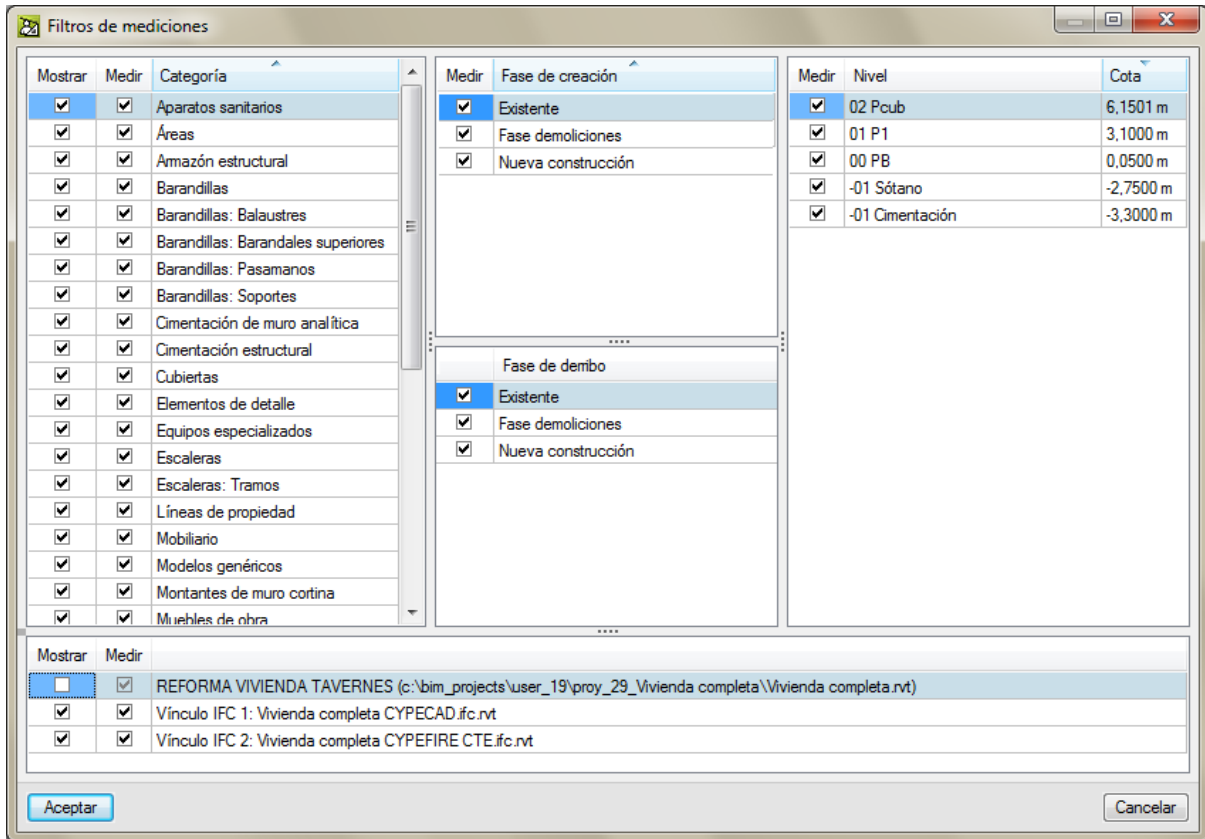 Filtros de mediciones
Mostrar Medir Categoría
Aparatos sanitarios
Áreas
Armazón estructural
Barandillas
Barandillas: Balaustres
Barandillas: Barandales superiores
Barandillas: Pasamanos
Barandillas: Soportes
Cimentación de muro analítica
Cimentación estructural
Cubiertas
Elementos de detalle
Equipos especializados
Escaleras
Escaleras: Tramos
Líneas de propiedad
Mobiliario
Modelos genéricos
Montantes de muro cortina
Muebles de obra
Medir Fase de creación
Existente
Fase demoliciones
Nueva construcción
Fase de derribo
Existente
Fase demoliciones
Nueva construcción
Medir Nivel Cota
02 Pcub 6,1501 m
01 P1 3,1000 m
00 PB 0,0500 m
-01 Sótano -2,7500 m
-01 Cimentación -3,3000 m
Mostrar Medir
REFORMA VIVIENDA TAVERNES (c:\bim_projects\user_19\proy_29_Vivienda completa\Vivienda completa.rvt)
Vínculo IFC 1: Vivienda completa CYPECAD.ifc.rvt
Vínculo IFC 2: Vivienda completa CYPEFIRE CTE.ifc.rvt
Aceptar Cancelar